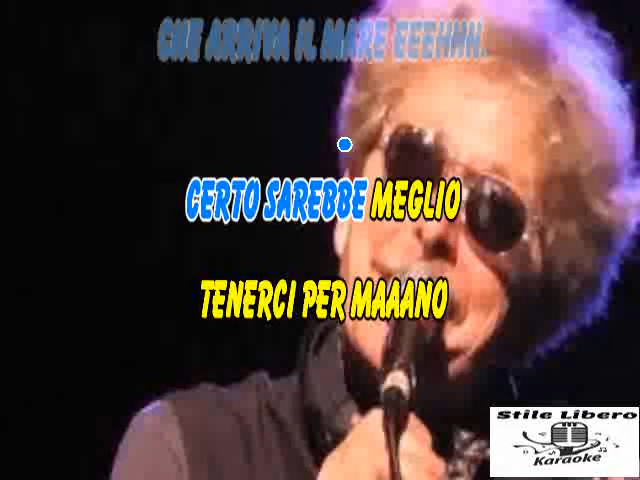 CHE ARRIVA IL MARE EEEHHH..
CERTO SAREBBE MEGLIO
TENERCI PER MAAANO
Stile Libero
Karaoke